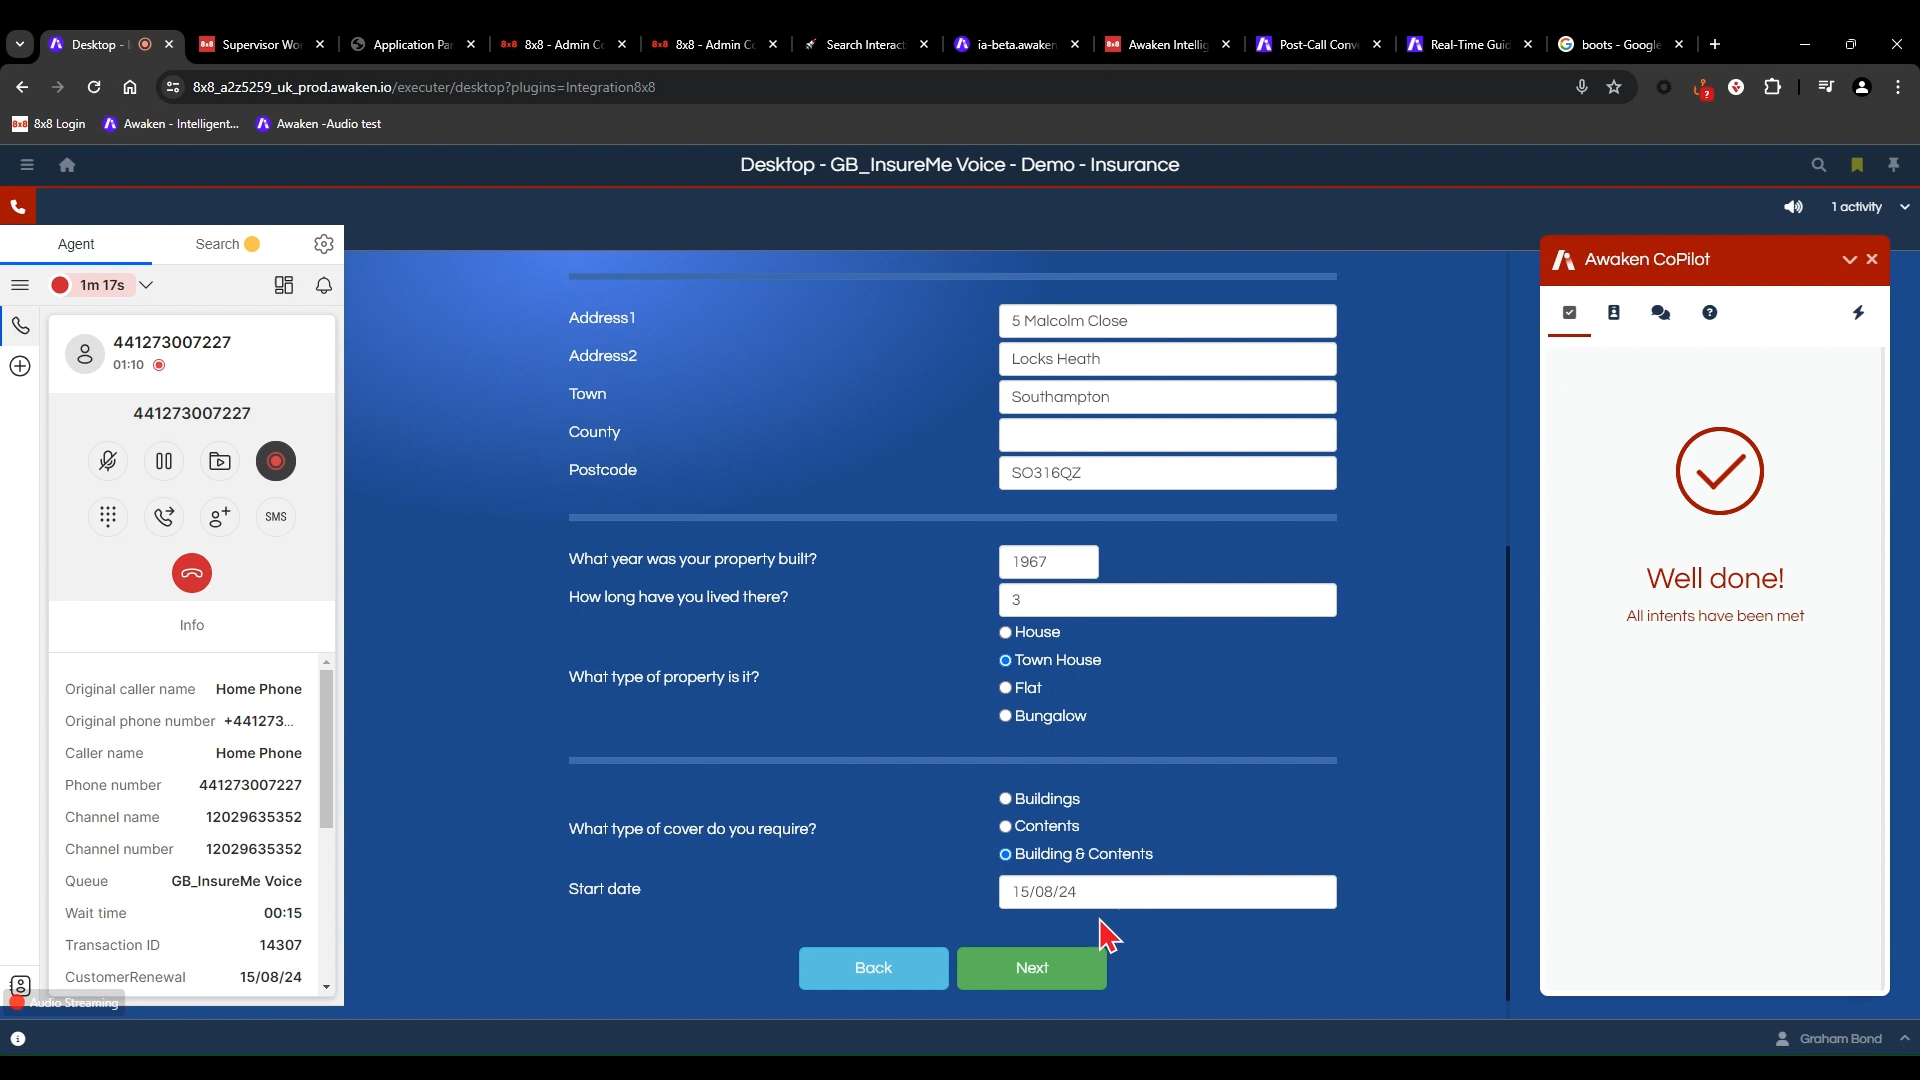 Desktop - I
8x8 Supervisor Wo
Application Pa
8x8 8x8 - Admin C
8x8 8x8 - Admin C
Search Interact
ia-beta.awaken
8x8 Awaken Intellig
Post-Call Conv
Real-Time Guid
boots - Google
8x8_a2z5259_uk_prod.awaken.io/executer/desktop?plugins=Integration8x8
8x8 8x8 Login
Awaken - Intelligent...
Awaken -Audio test
Desktop - GB_InsureMe Voice - Demo - Insurance
1 activity
Agent
Search
1m 17s
441273007227
01:10
441273007227
SMS
Info
Original caller name Home Phone
Original phone number +441273...
Caller name Home Phone
Phone number 441273007227
Channel name 12029635352
Channel number 12029635352
Queue GB_InsureMe Voice
Wait time 00:15
Transaction ID 14307
CustomerRenewal 15/08/24
Audio Streaming
Address1 5 Malcolm Close
Address2 Locks Heath
Town Southampton
County
Postcode SO316QZ
What year was your property built? 1967
How long have you lived there? 3
What type of property is it?
House
Town House
Flat
Bungalow
What type of cover do you require?
Buildings
Contents
Building & Contents
Start date 15/08/24
Back
Next
Awaken CoPilot
Well done!
All intents have been met
Graham Bond